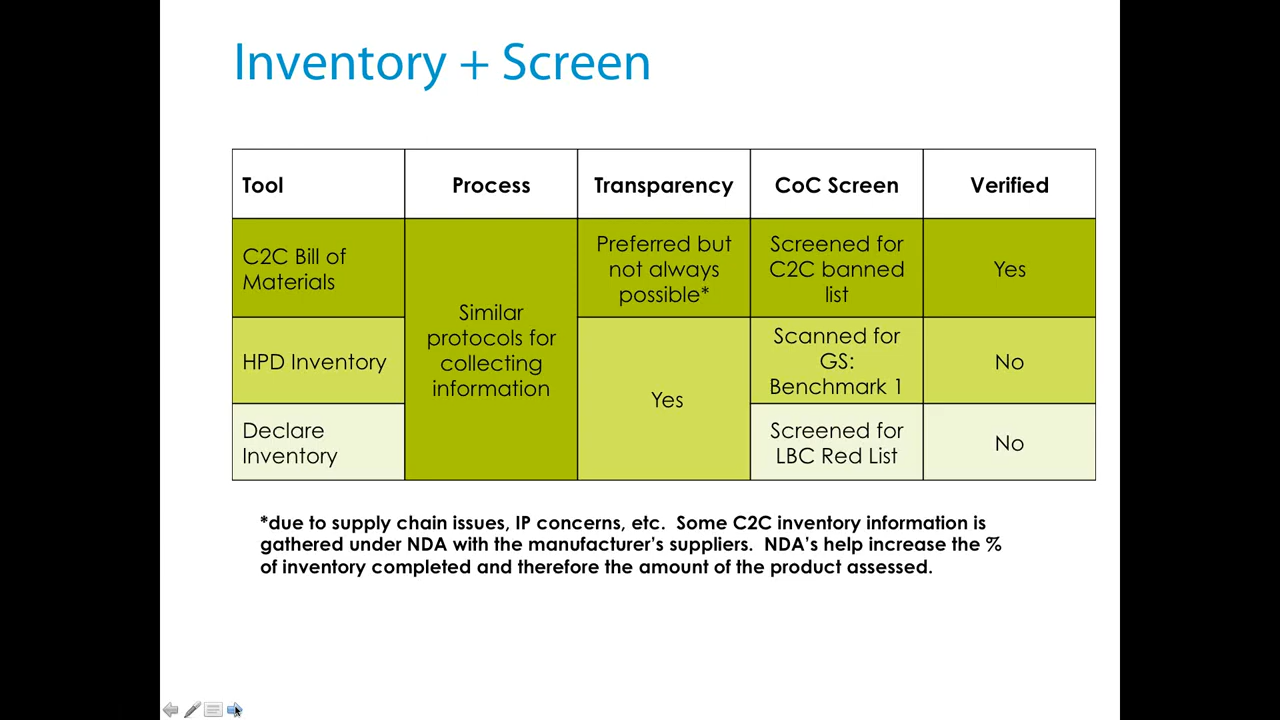 Inventory + Screen
Tool
Process
Transparency
CoC Screen
Verified
C2C Bill of
Materials
Similar
protocols for
collecting
information
Preferred but
not always
possible*
Screened for
C2C banned
list
Yes
HPD Inventory
Yes
Scanned for
GS:
Benchmark 1
No
Declare
Inventory
Screened for
LBC Red List
No
*due to supply chain issues, IP concerns, etc.  Some C2C inventory information is
gathered under NDA with the manufacturer’s suppliers.  NDA’s help increase the %
of inventory completed and therefore the amount of the product assessed.